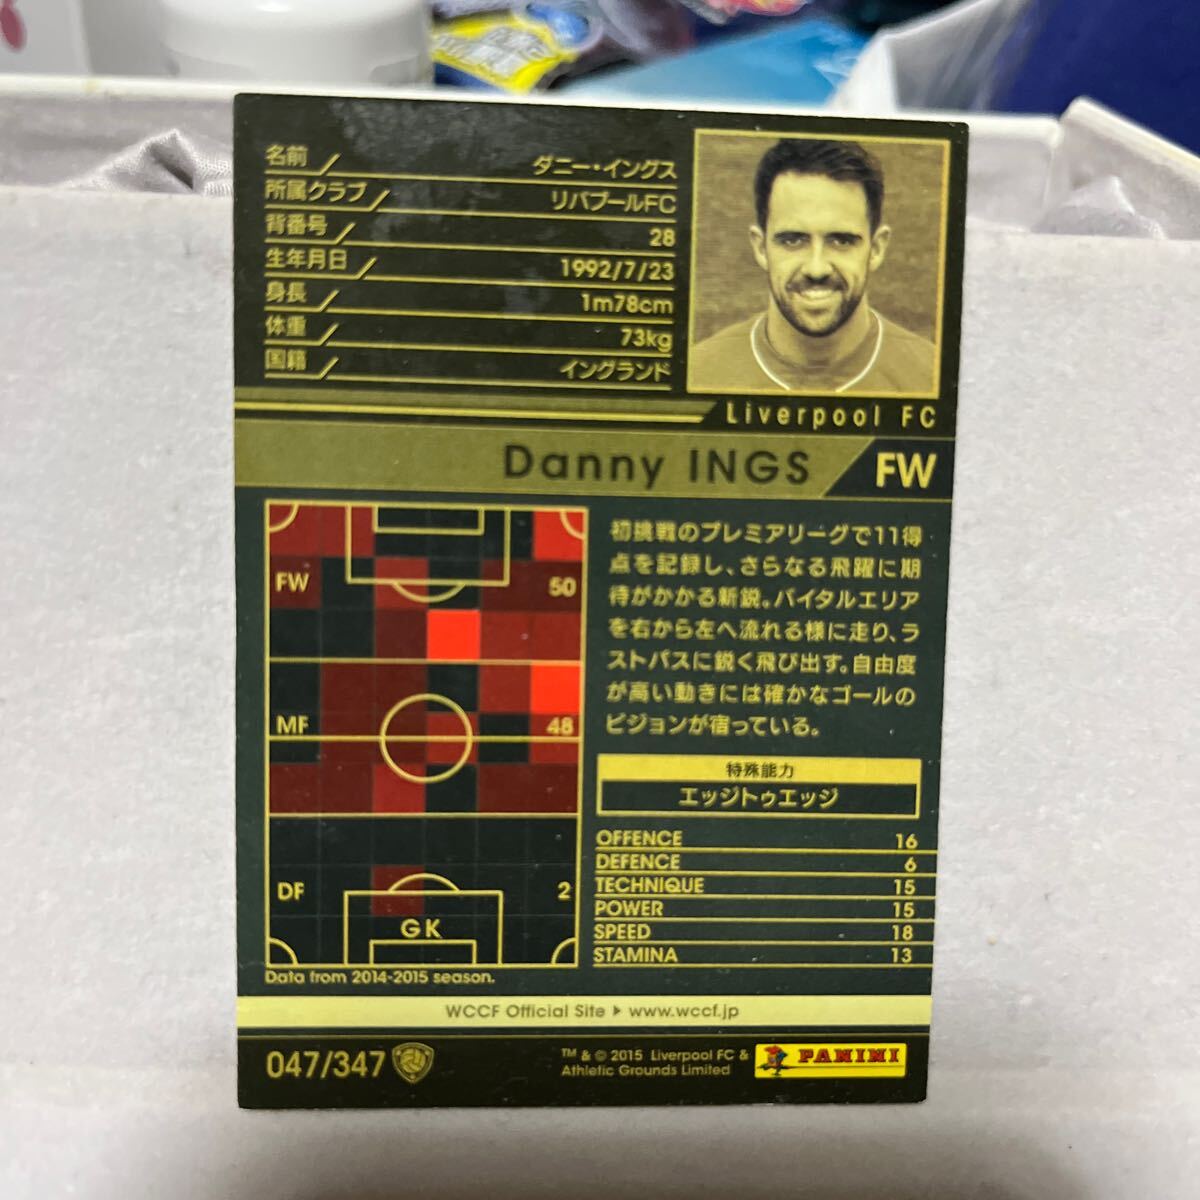 名前 ダニー・イングス
所属クラブ リバプールFC
背番号 28
生年月日 1992/7/23
身長 1m78cm
体重 73kg
国籍 イングランド
Liverpool FC
Danny INGS FW
FW 50
MF 48
DF 2
GK
Data from 2014-2015 season.
初挑戦のプレミアリーグで11得
点を記録し、さらなる飛躍に期
待がかかる新鋭。バイタルエリア
を右から左へ流れる様に走り、ラ
ストパスに鋭く飛び出す。自由度
が高い動きには確かなゴールの
ビジョンが宿っている。
特殊能力
エッジトゥエッジ
OFFENCE 16
DEFENCE 6
TECHNIQUE 15
POWER 15
SPEED 18
STAMINA 13
WCCF Official Site ▶ www.wccf.jp
047/347
™ & © 2015 Liverpool FC &
Athletic Grounds Limited
PANINI